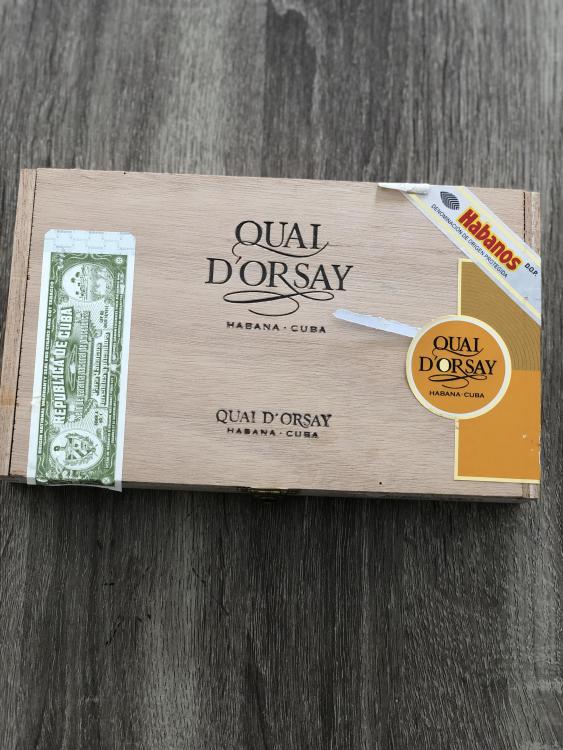 QUAI
D'ORSAY
HABANA · CUBA
QUAI D'ORSAY
HABANA · CUBA
Habanos D.O.P.
DENOMINACIÓN DE ORIGEN PROTEGIDA
QUAI
D'ORSAY
HABANA · CUBA
REPUBLICA DE CUBA